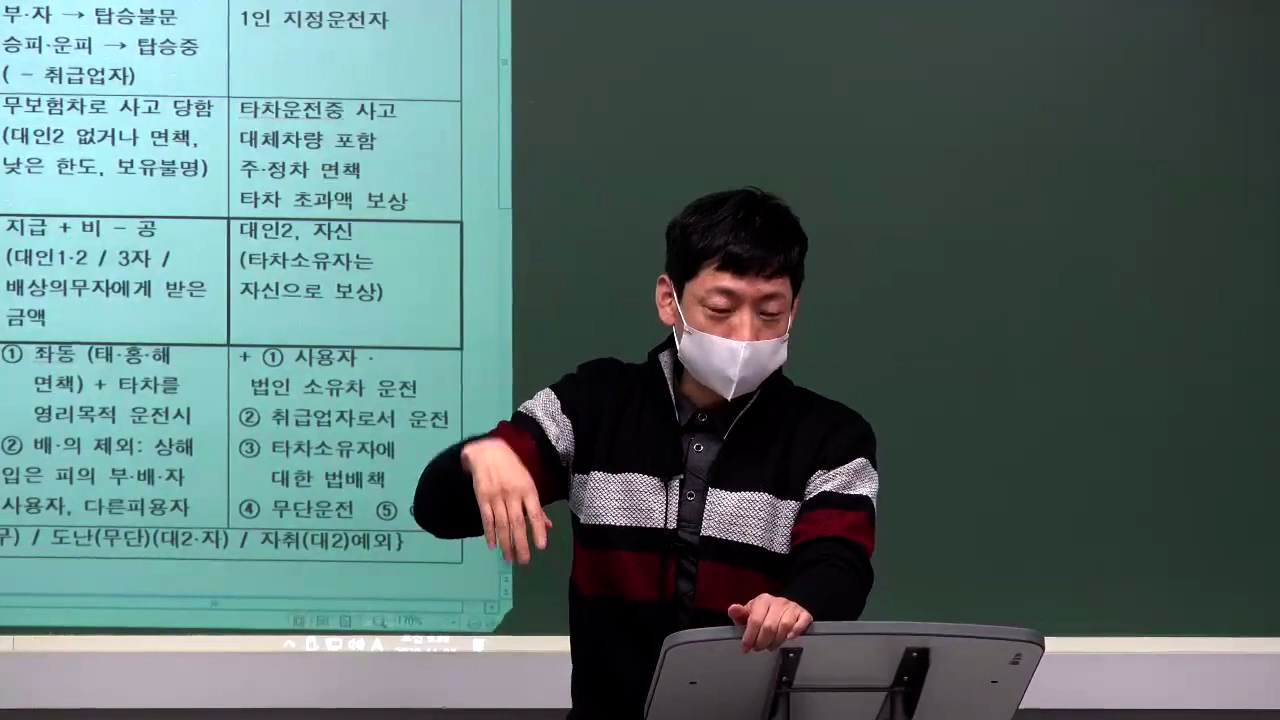 부·자 → 탑승불문
승피·운피 → 탑승중
( - 취급업자)
1인 지정운전자
무보험차로 사고 당함
(대인2 없거나 면책,
낮은 한도, 보유불명)
타차운전중 사고
대체차량 포함
주·정차 면책
타차 초과액 보상
지급 + 비 - 공
(대인1·2 / 3자 /
배상의무자에게 받은
금액
대인2, 자신
(타차소유자는
자신으로 보상)
① 좌동 (태·홍·해
면책) + 타차를
영리목적 운전시
② 배·의 제외: 상해
입은 피의 부·배·자
사용자, 다른피용자
+ ① 사용자 ·
법인 소유차 운전
② 취급업자로서 운전
③ 타차소유자에
대한 법배책
④ 무단운전 ⑤
무) / 도난(무단)(대2·자) / 자취(대2)예외}
170%